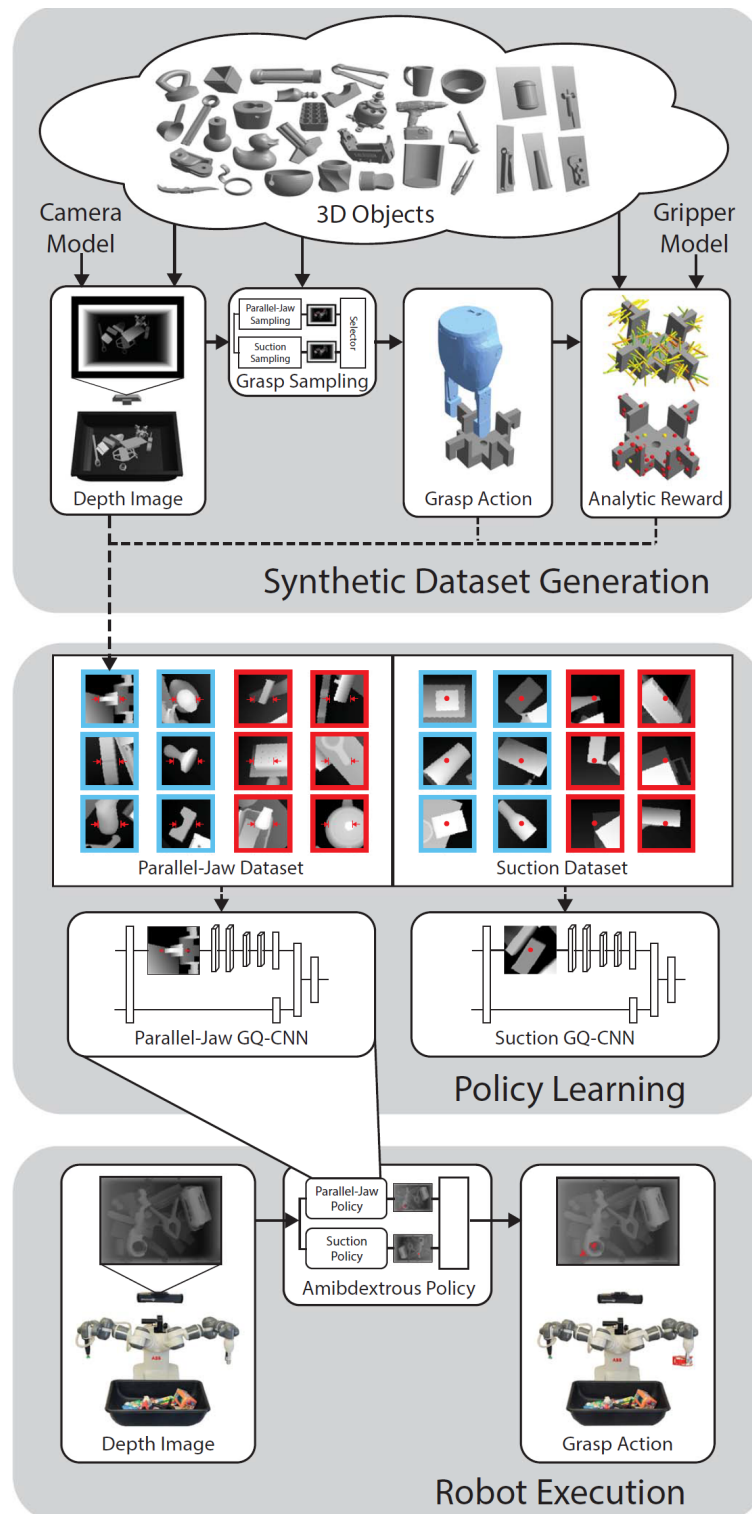 3D Objects
Camera
Model
Gripper
Model
Depth Image
Parallel-Jaw
Sampling
Suction
Sampling
Selector
Grasp Sampling
Grasp Action
Analytic Reward
Synthetic Dataset Generation
Parallel-Jaw Dataset
Suction Dataset
Parallel-Jaw GQ-CNN
Suction GQ-CNN
Policy Learning
Parallel-Jaw
Policy
Suction
Policy
Amibdextrous Policy
ABB
Depth Image
ABB
Grasp Action
Robot Execution